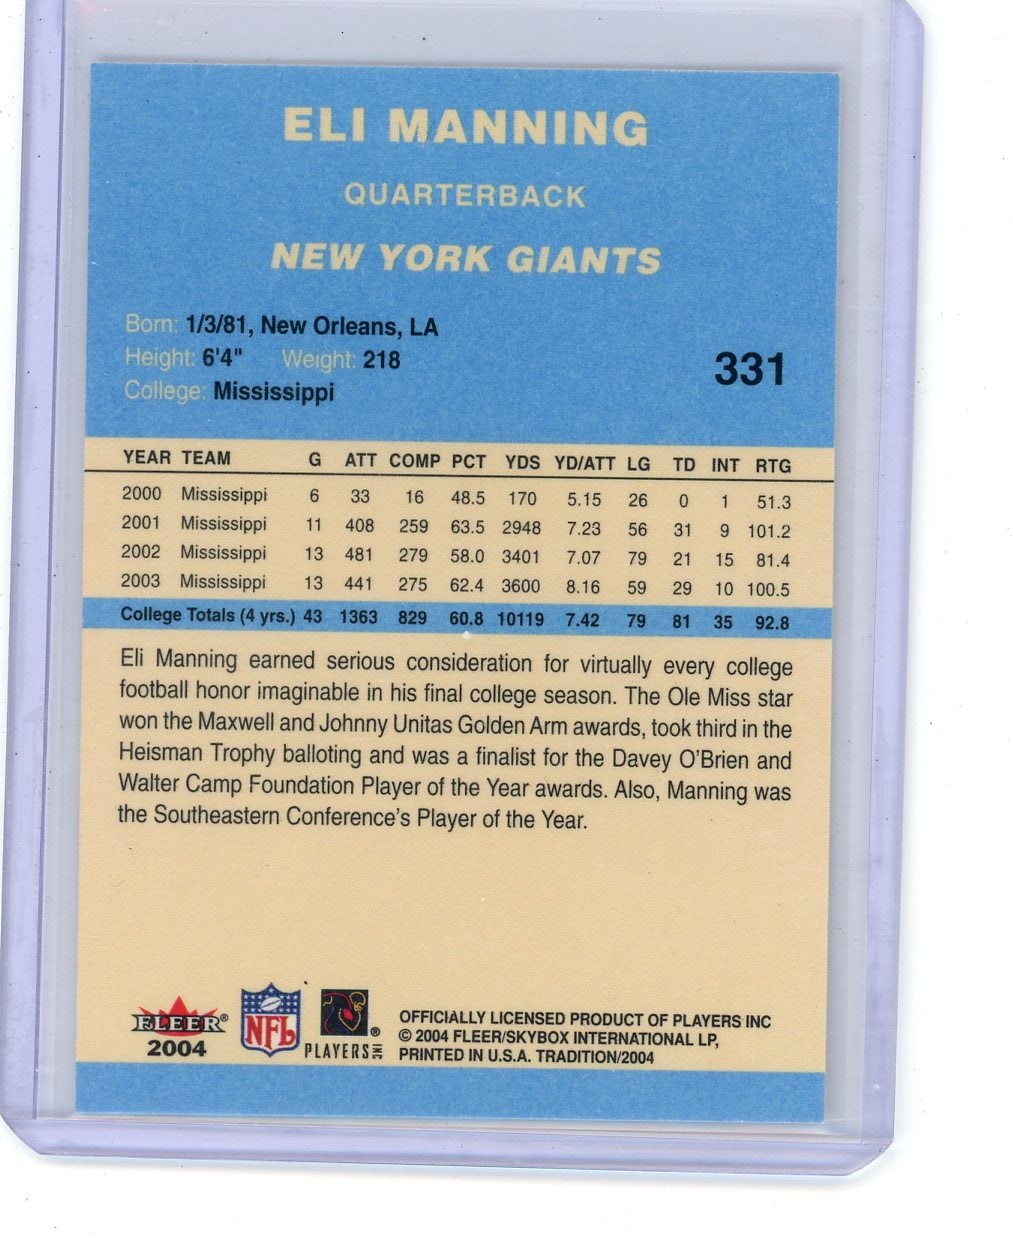 ELI MANNING
QUARTERBACK
NEW YORK GIANTS
Born: 1/3/81, New Orleans, LA
Height: 6'4" Weight: 218
331
College: Mississippi
YEAR TEAM G ATT COMP PCT YDS YD/ATT LG TD INT RTG
2000 Mississippi 6 33 16 48.5 170 5.15 26 0 1 51.3
2001 Mississippi 11 408 259 63.5 2948 7.23 56 31 9 101.2
2002 Mississippi 13 481 279 58.0 3401 7.07 79 21 15 81.4
2003 Mississippi 13 441 275 62.4 3600 8.16 59 29 10 100.5
College Totals (4 yrs.) 43 1363 829 60.8 10119 7.42 79 81 35 92.8
Eli Manning earned serious consideration for virtually every college
football honor imaginable in his final college season. The Ole Miss star
won the Maxwell and Johnny Unitas Golden Arm awards, took third in the
Heisman Trophy balloting and was a finalist for the Davey O'Brien and
Walter Camp Foundation Player of the Year awards. Also, Manning was
the Southeastern Conference's Player of the Year.
FLEER®
2004
NFL
®
PLAYERS INC
OFFICIALLY LICENSED PRODUCT OF PLAYERS INC
© 2004 FLEER/SKYBOX INTERNATIONAL LP,
PRINTED IN U.S.A. TRADITION/2004